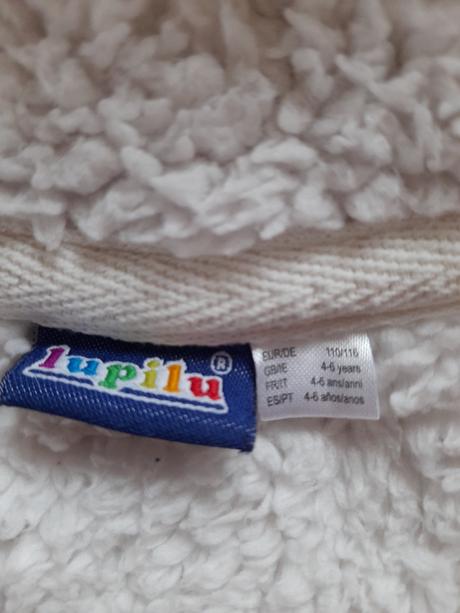 lupilu®
EUR/DE 110/116
GB/IE 4-6 years
FR/IT 4-6 ans/anni
ES/PT 4-6 años/anos